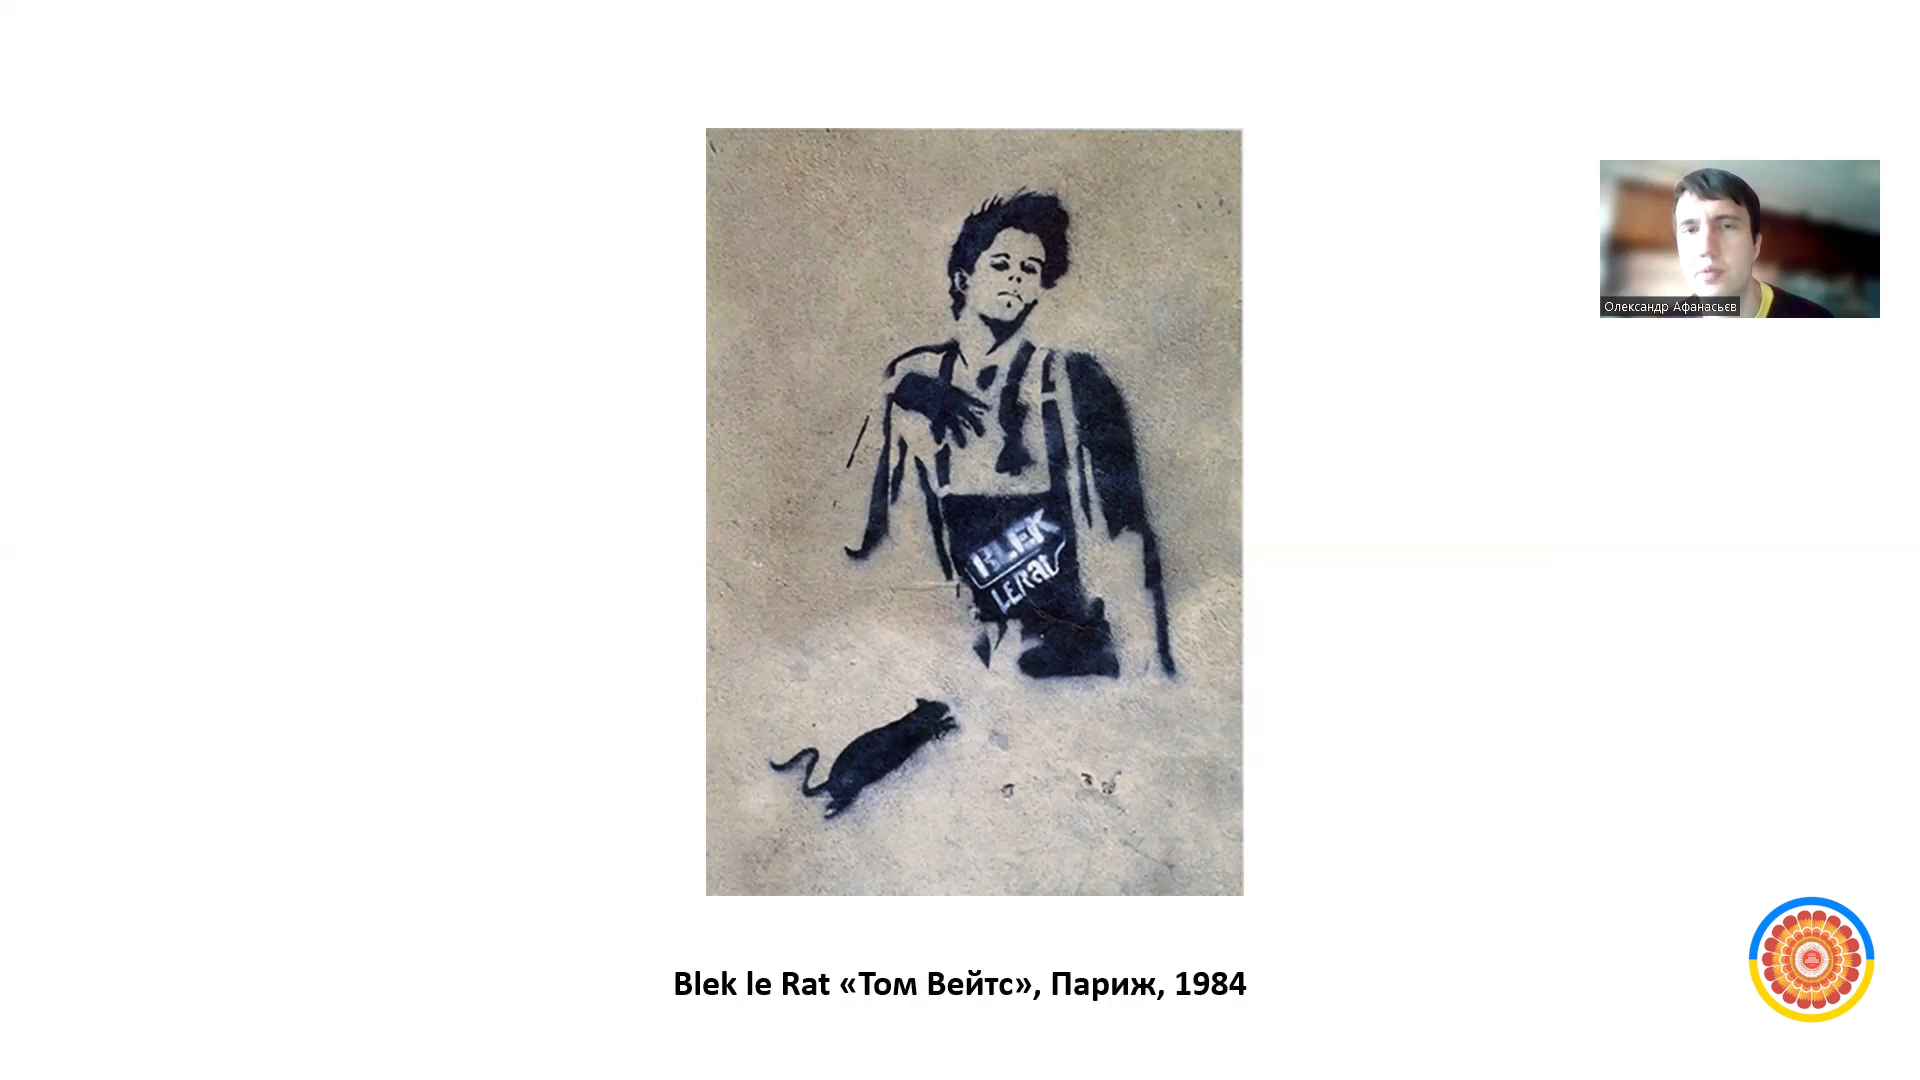 BLEK
LERat
Олександр Афанасьєв
Blek le Rat «Том Вейтс», Париж, 1984